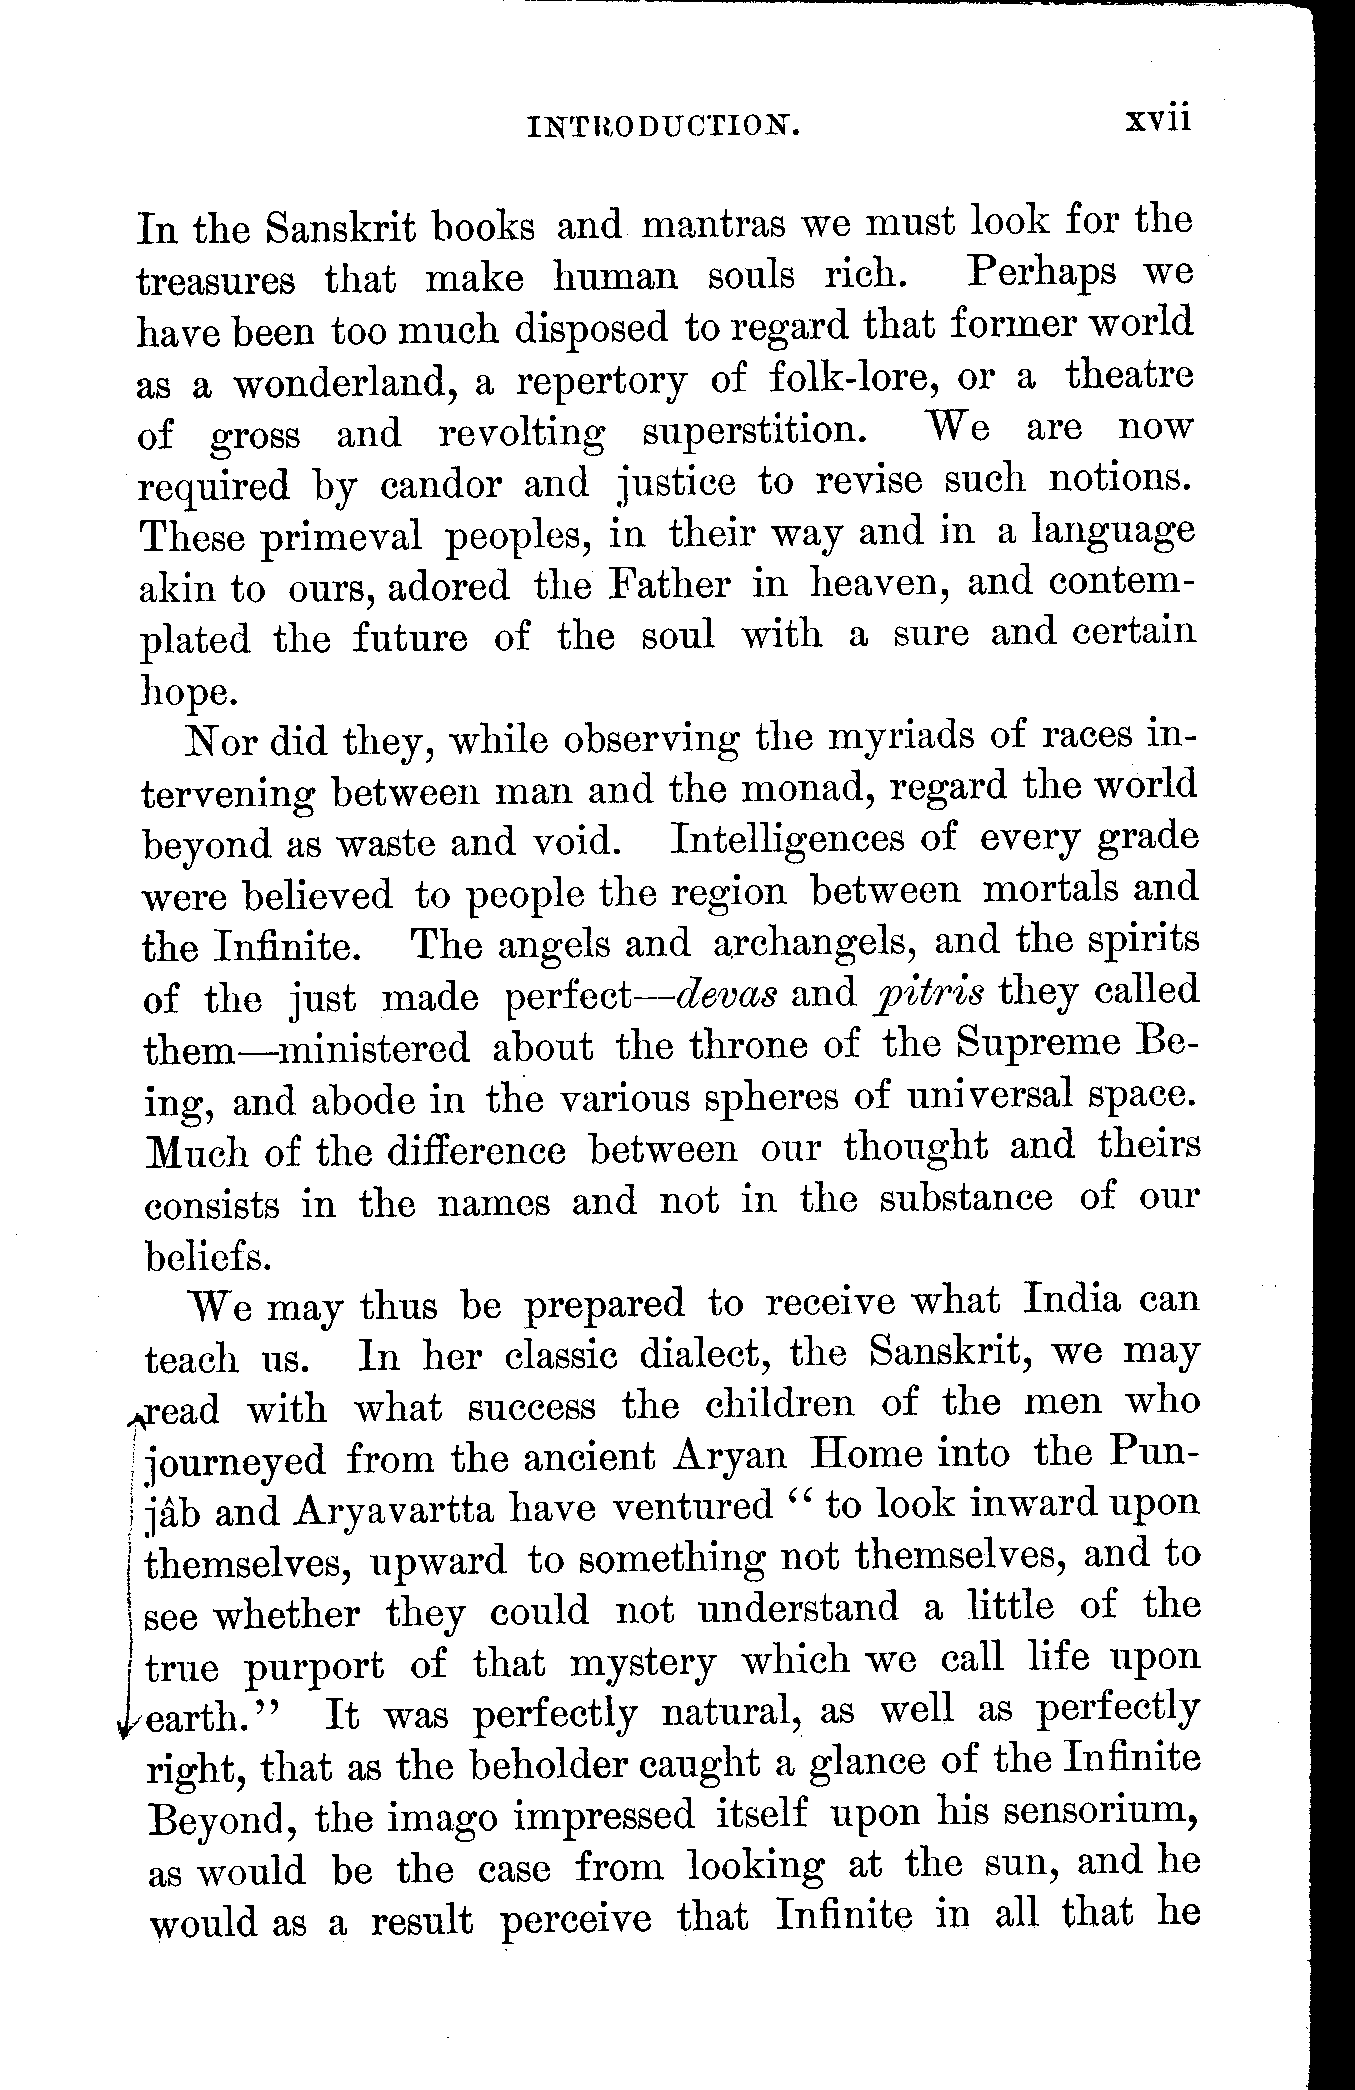 INTRODUCTION. xvii
In the Sanskrit books and mantras we must look for the
treasures that make human souls rich. Perhaps we
have been too much disposed to regard that former world
as a wonderland, a repertory of folk-lore, or a theatre
of gross and revolting superstition. We are now
required by candor and justice to revise such notions.
These primeval peoples, in their way and in a language
akin to ours, adored the Father in heaven, and contem-
plated the future of the soul with a sure and certain
hope.
Nor did they, while observing the myriads of races in-
tervening between man and the monad, regard the world
beyond as waste and void. Intelligences of every grade
were believed to people the region between mortals and
the Infinite. The angels and archangels, and the spirits
of the just made perfect—devas and pitris they called
them—ministered about the throne of the Supreme Be-
ing, and abode in the various spheres of universal space.
Much of the difference between our thought and theirs
consists in the names and not in the substance of our
beliefs.
We may thus be prepared to receive what India can
teach us. In her classic dialect, the Sanskrit, we may
read with what success the children of the men who
journeyed from the ancient Aryan Home into the Pun-
jâb and Aryavartta have ventured “ to look inward upon
themselves, upward to something not themselves, and to
see whether they could not understand a little of the
true purport of that mystery which we call life upon
earth.” It was perfectly natural, as well as perfectly
right, that as the beholder caught a glance of the Infinite
Beyond, the imago impressed itself upon his sensorium,
as would be the case from looking at the sun, and he
would as a result perceive that Infinite in all that he